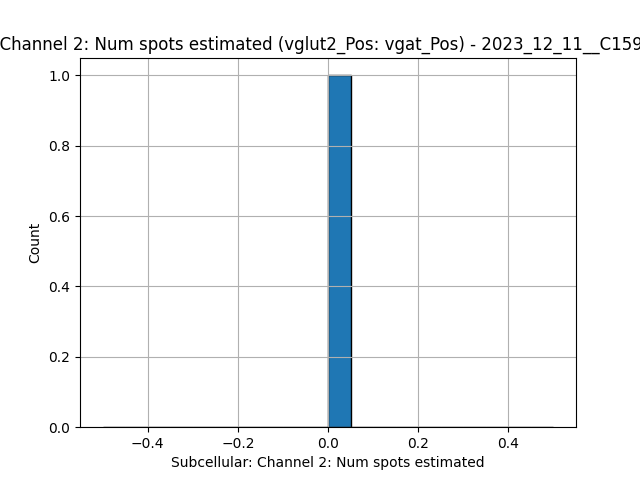 Channel 2: Num spots estimated (vglut2_Pos: vgat_Pos) - 2023_12_11__C159
1.0
0.8
0.6
0.4
0.2
0.0
Count
−0.4 −0.2 0.0 0.2 0.4
Subcellular: Channel 2: Num spots estimated